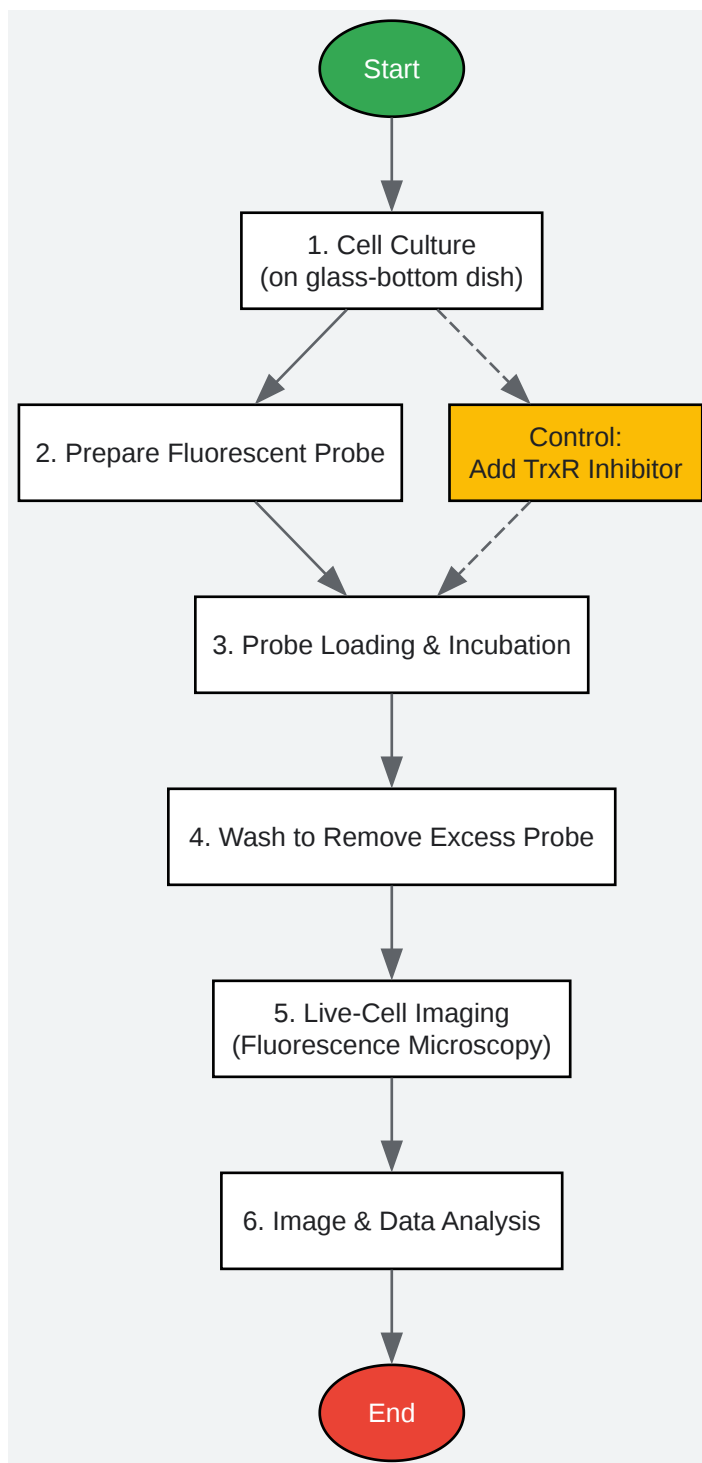 Start
1. Cell Culture
(on glass-bottom dish)
2. Prepare Fluorescent Probe
Control:
Add TrxR Inhibitor
3. Probe Loading & Incubation
4. Wash to Remove Excess Probe
5. Live-Cell Imaging
(Fluorescence Microscopy)
6. Image & Data Analysis
End